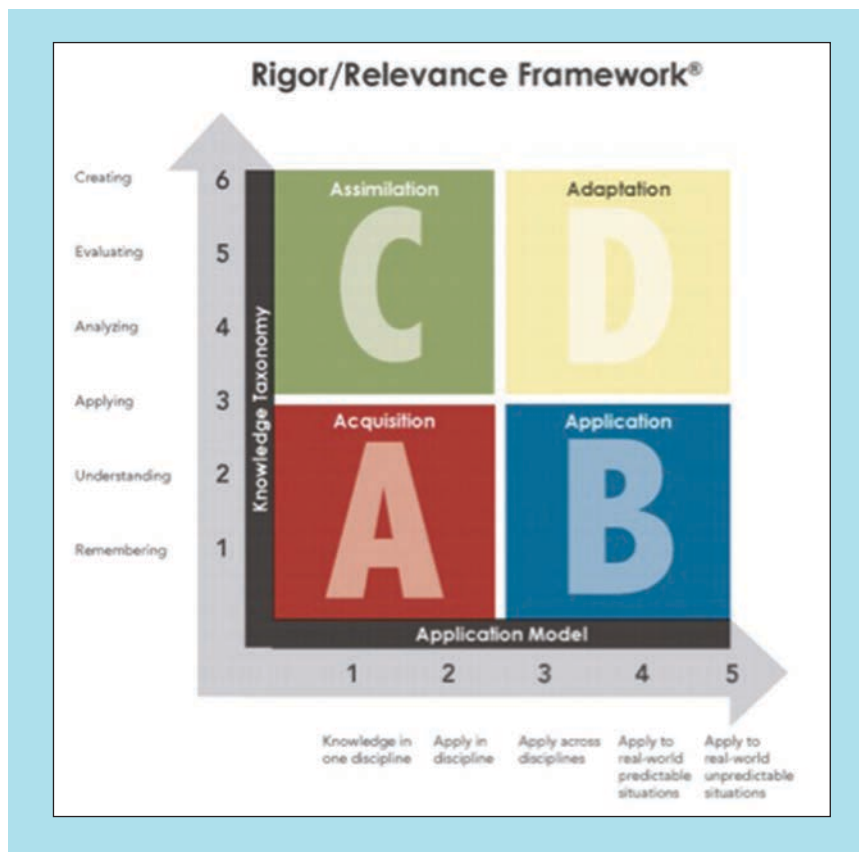 Rigor/Relevance Framework®
Creating
6
Evaluating
5
Analyzing
4
Applying
3
Understanding
2
Remembering
1
Knowledge Taxonomy
Assimilation
C
Adaptation
D
Acquisition
A
Application
B
Application Model
1 2 3 4 5
Knowledge in
one discipline
Apply in
discipline
Apply across
disciplines
Apply to
real-world
predictable
situations
Apply to
real-world
unpredictable
situations